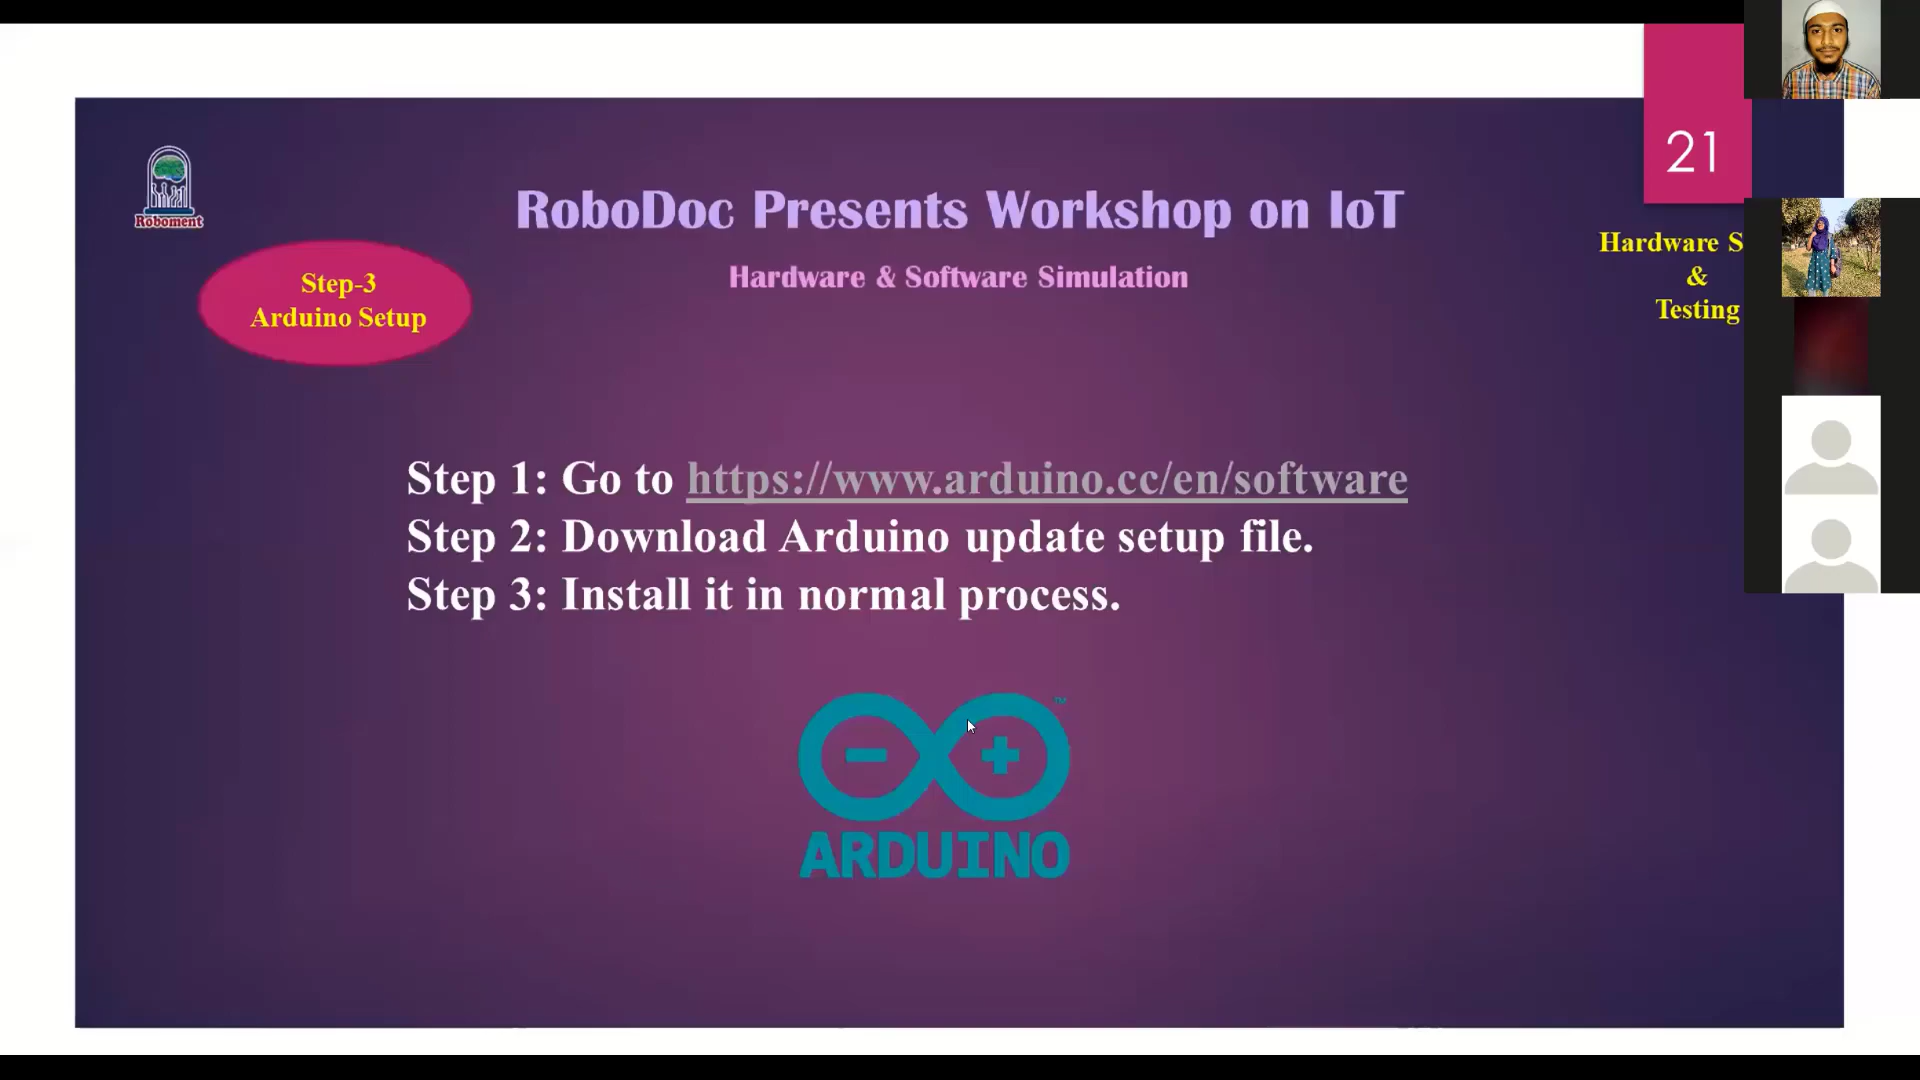 21
Roboment
RoboDoc Presents Workshop on IoT
Hardware & Software Simulation
Step-3
Arduino Setup
Hardware S
&
Testing
Step 1: Go to https://www.arduino.cc/en/software
Step 2: Download Arduino update setup file.
Step 3: Install it in normal process.
TM
ARDUINO